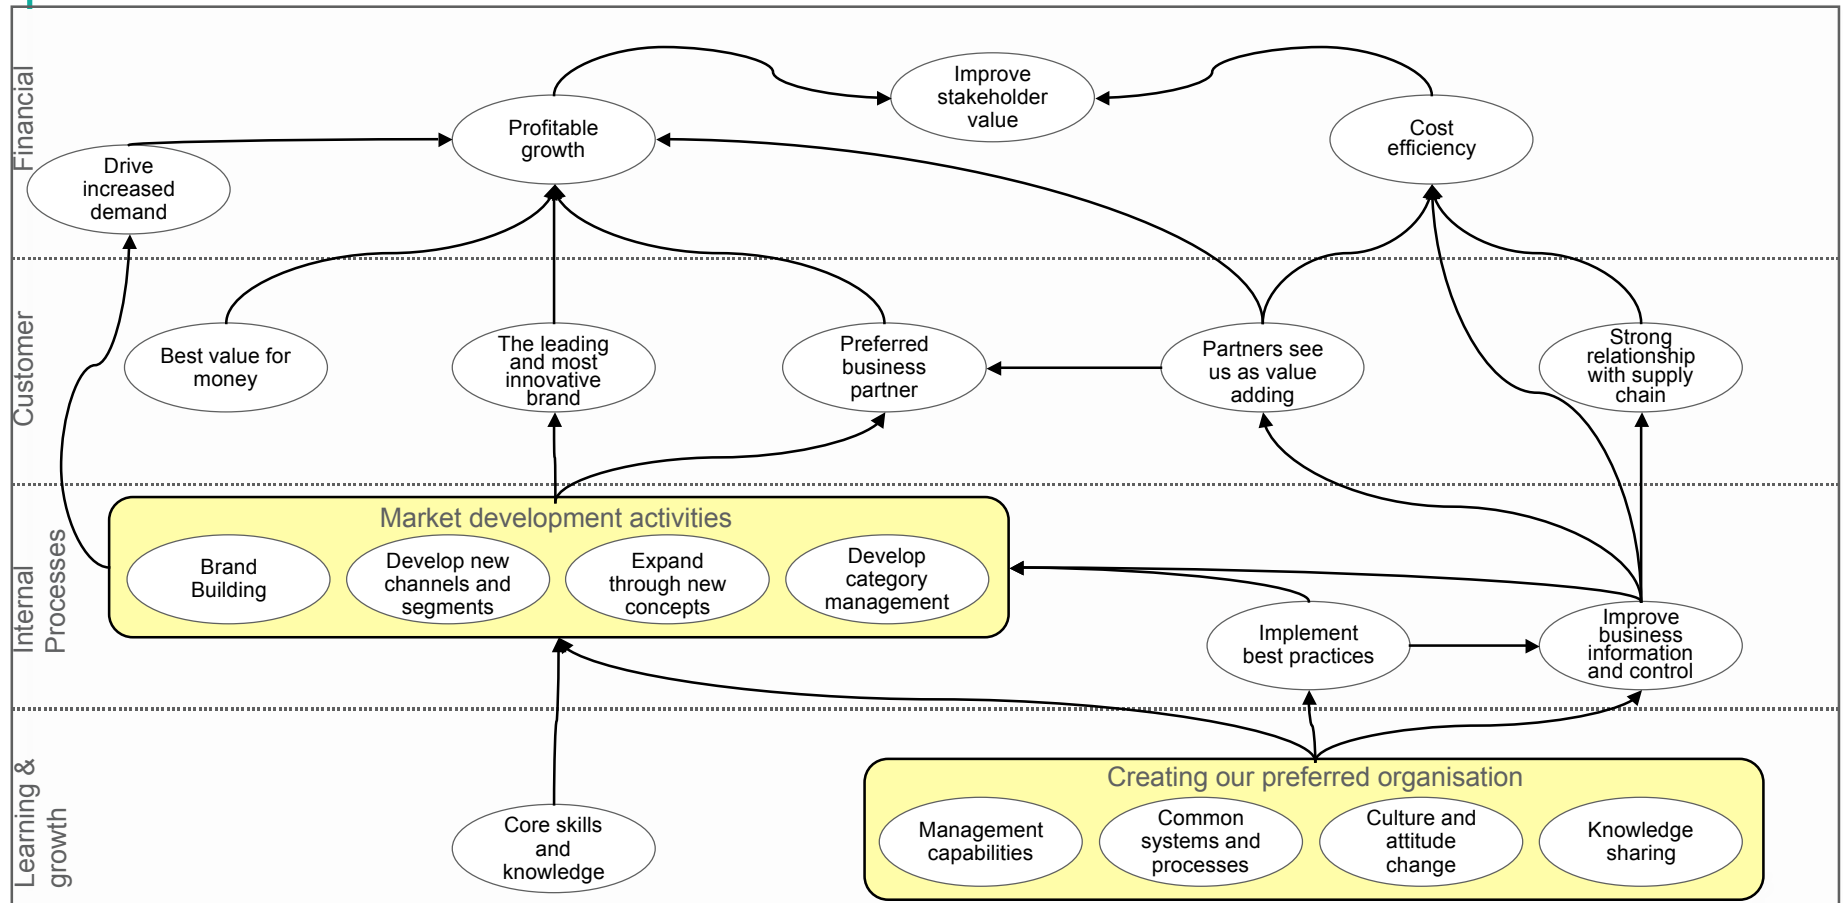 Financial
Improve
stakeholder
value
Profitable
growth
Cost
efficiency
Drive
increased
demand
Customer
Best value for
money
The leading
and most
innovative
brand
Preferred
business
partner
Partners see
us as value
adding
Strong
relationship
with supply
chain
Internal
Processes
Market development activities
Brand
Building
Develop new
channels and
segments
Expand
through new
concepts
Develop
category
management
Implement
best practices
Improve
business
information
and control
Learning &
growth
Core skills
and
knowledge
Creating our preferred organisation
Management
capabilities
Common
systems and
processes
Culture and
attitude
change
Knowledge
sharing